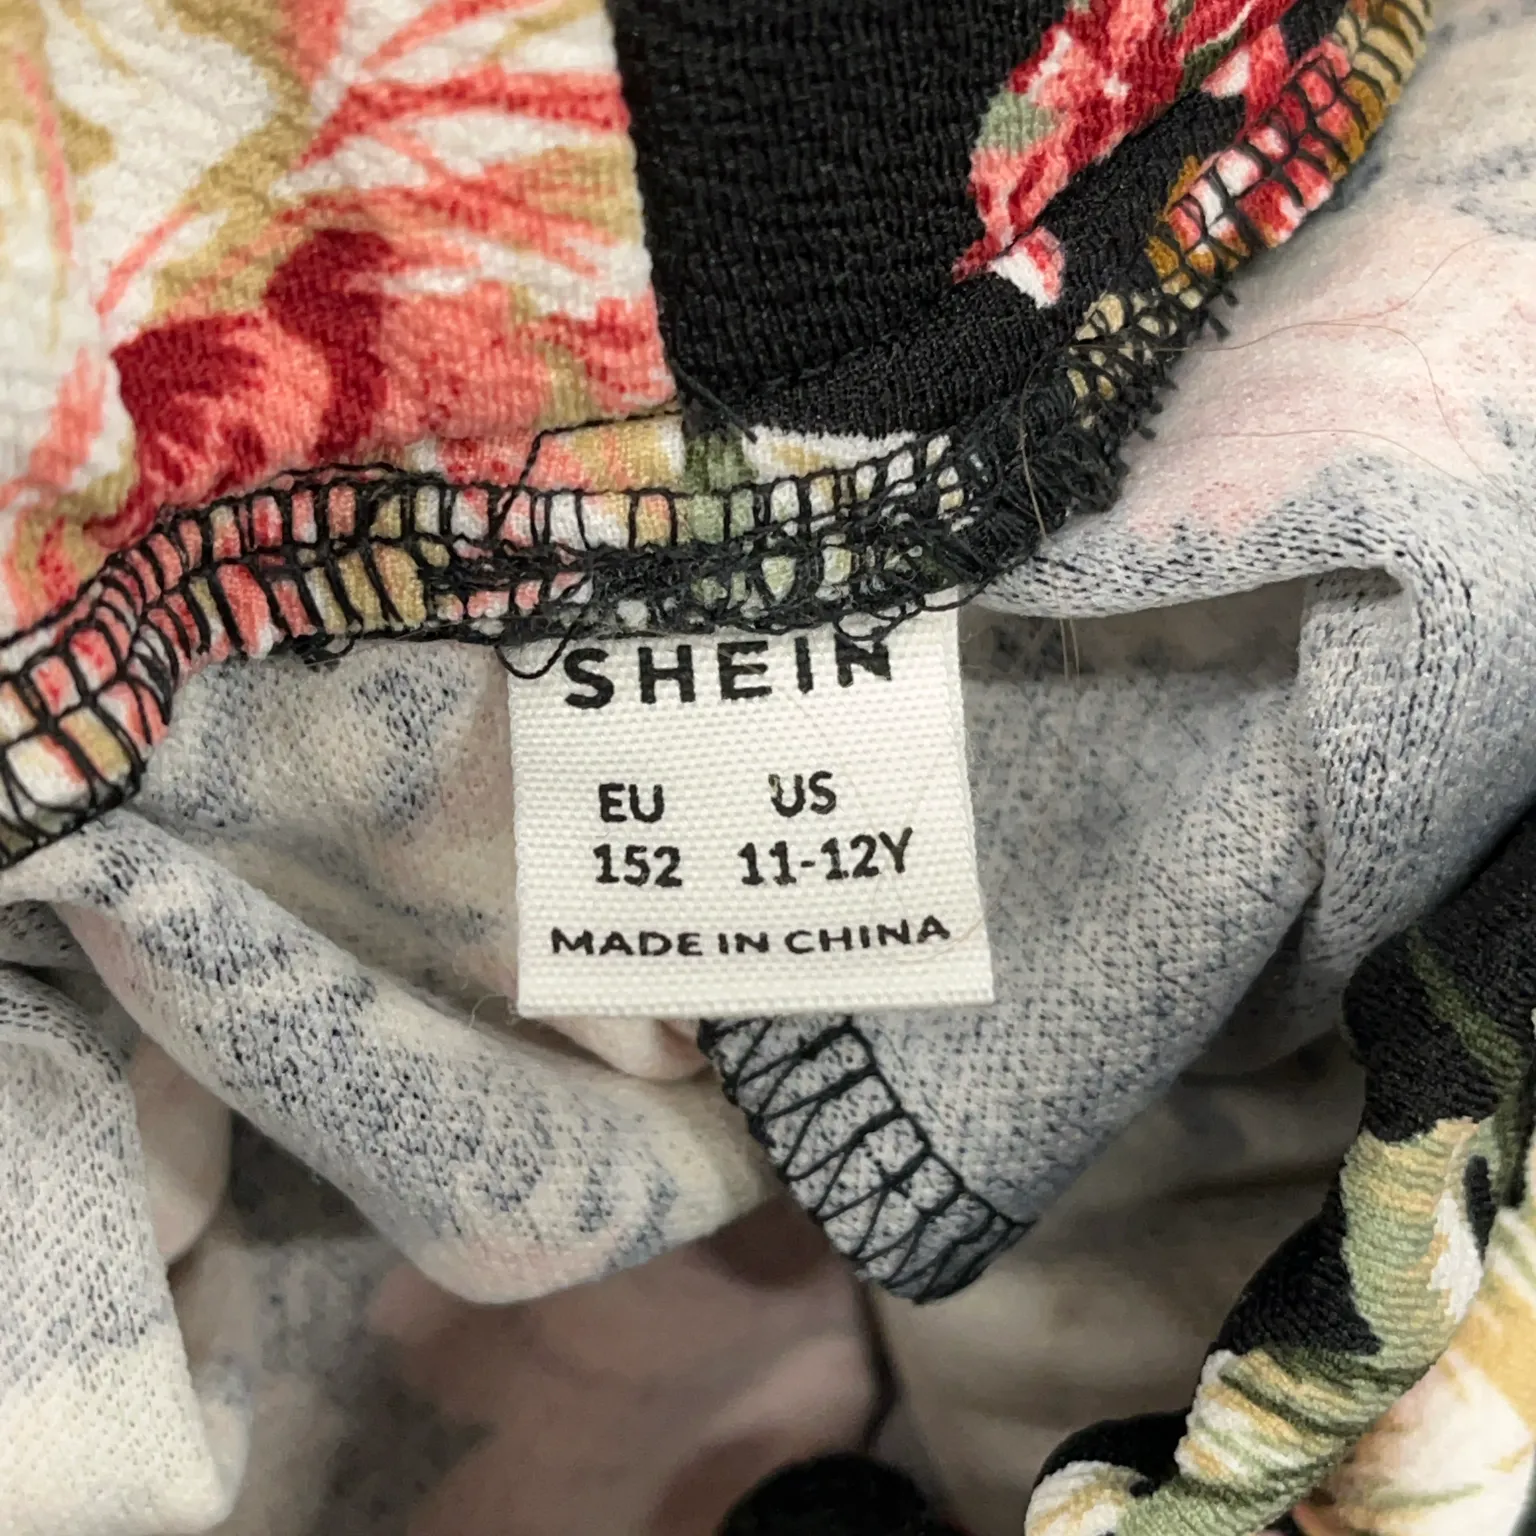 SHEIN
EU US
152 11-12Y
MADE IN CHINA